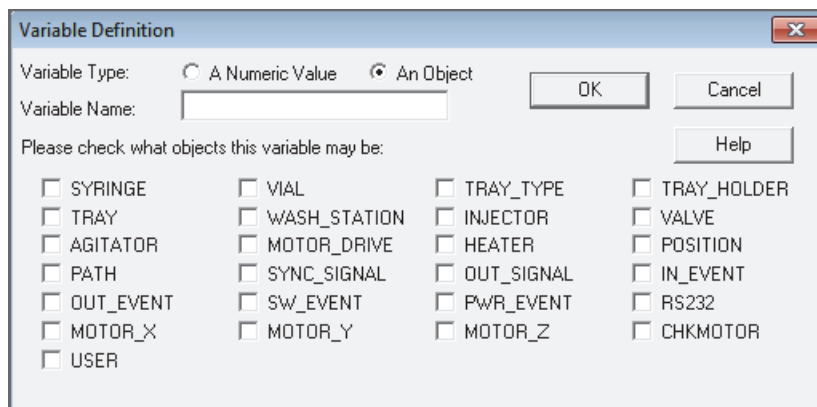 Variable Definition
Variable Type: A Numeric Value An Object OK Cancel
Variable Name:
Please check what objects this variable may be: Help
SYRINGE VIAL TRAY_TYPE TRAY_HOLDER
TRAY WASH_STATION INJECTOR VALVE
AGITATOR MOTOR_DRIVE HEATER POSITION
PATH SYNC_SIGNAL OUT_SIGNAL IN_EVENT
OUT_EVENT SW_EVENT PWR_EVENT RS232
MOTOR_X MOTOR_Y MOTOR_Z CHKMOTOR
USER